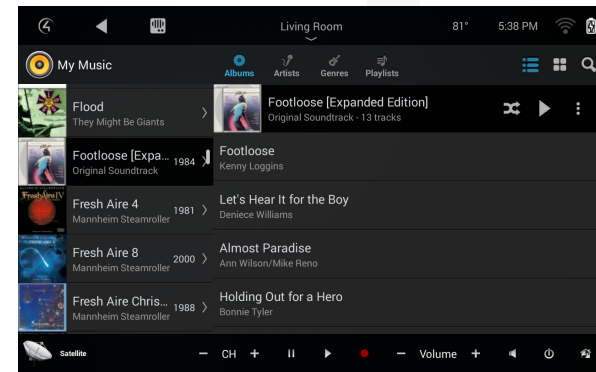 Living Room
81°
5:38 PM
My Music
Albums
Artists
Genres
Playlists
Flood
They Might Be Giants
Footloose [Expa...
1984
Original Soundtrack
Fresh Aire 4
1981
Mannheim Steamroller
Fresh Aire 8
2000
Mannheim Steamroller
Fresh Aire Chris...
1988
Mannheim Steamroller
Footloose [Expanded Edition]
Original Soundtrack - 13 tracks
Footloose
Kenny Loggins
Let's Hear It for the Boy
Deniece Williams
Almost Paradise
Ann Wilson/Mike Reno
Holding Out for a Hero
Bonnie Tyler
Satellite
− CH +
− Volume +